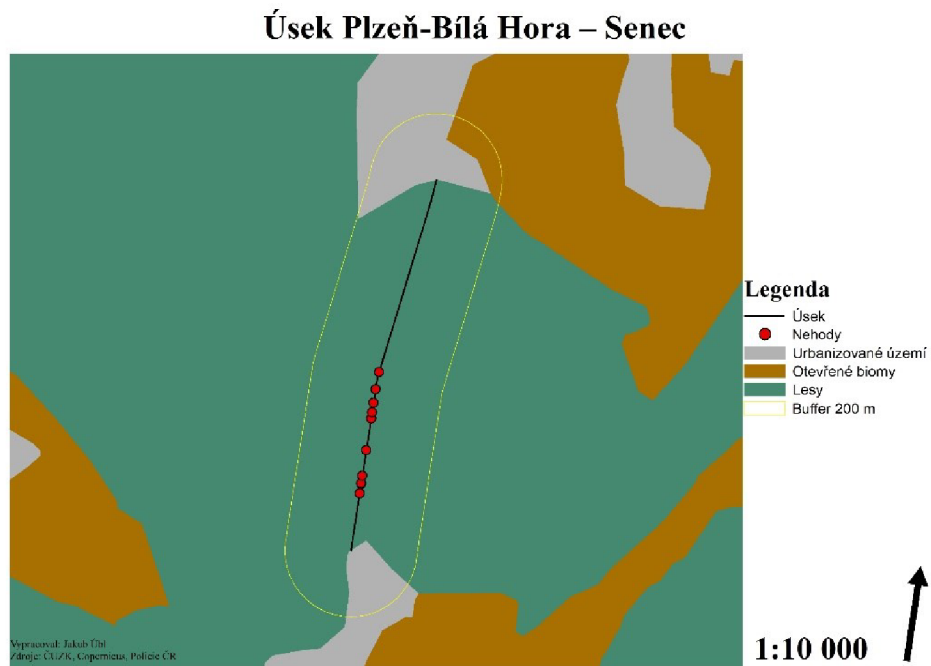 Úsek Plzeň-Bílá Hora – Senec
Legenda
Úsek
Nehody
Urbanizované území
Otevřené biomy
Lesy
Buffer 200 m
Vypracoval: Jakub Übl
Zdroje: ČÚZK, Copernicus, Policie ČR
1:10 000